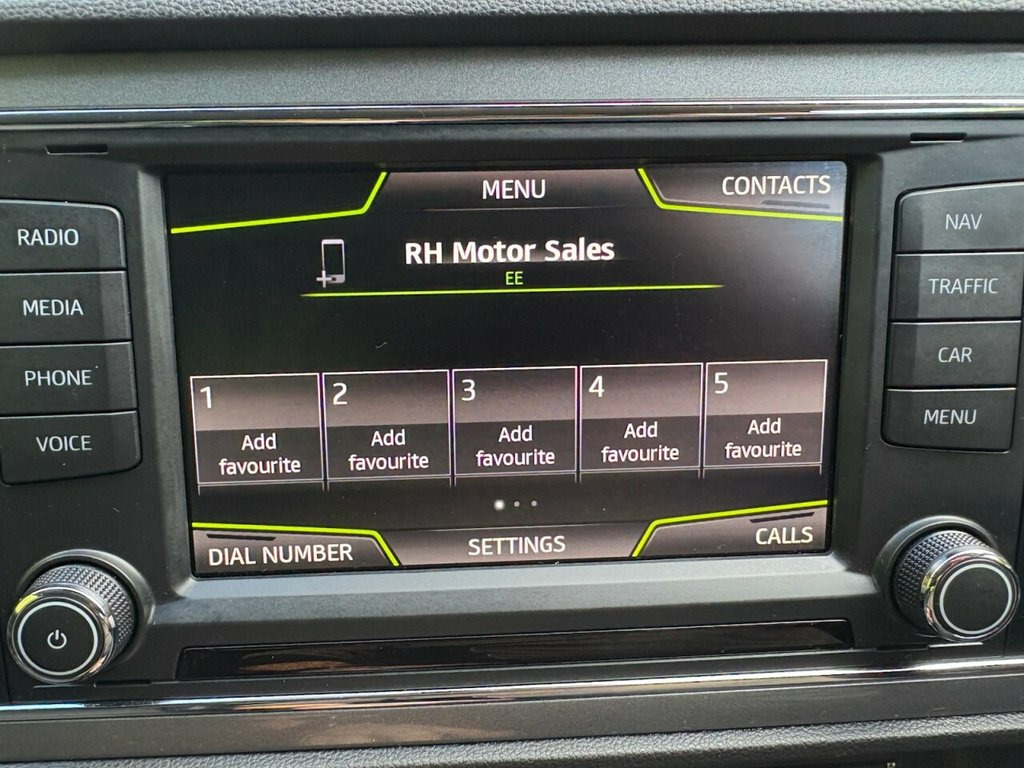 MENU
CONTACTS
RADIO
MEDIA
PHONE
VOICE
RH Motor Sales
EE
1
Add
favourite
2
Add
favourite
3
Add
favourite
4
Add
favourite
5
Add
favourite
DIAL NUMBER
SETTINGS
CALLS
NAV
TRAFFIC
CAR
MENU